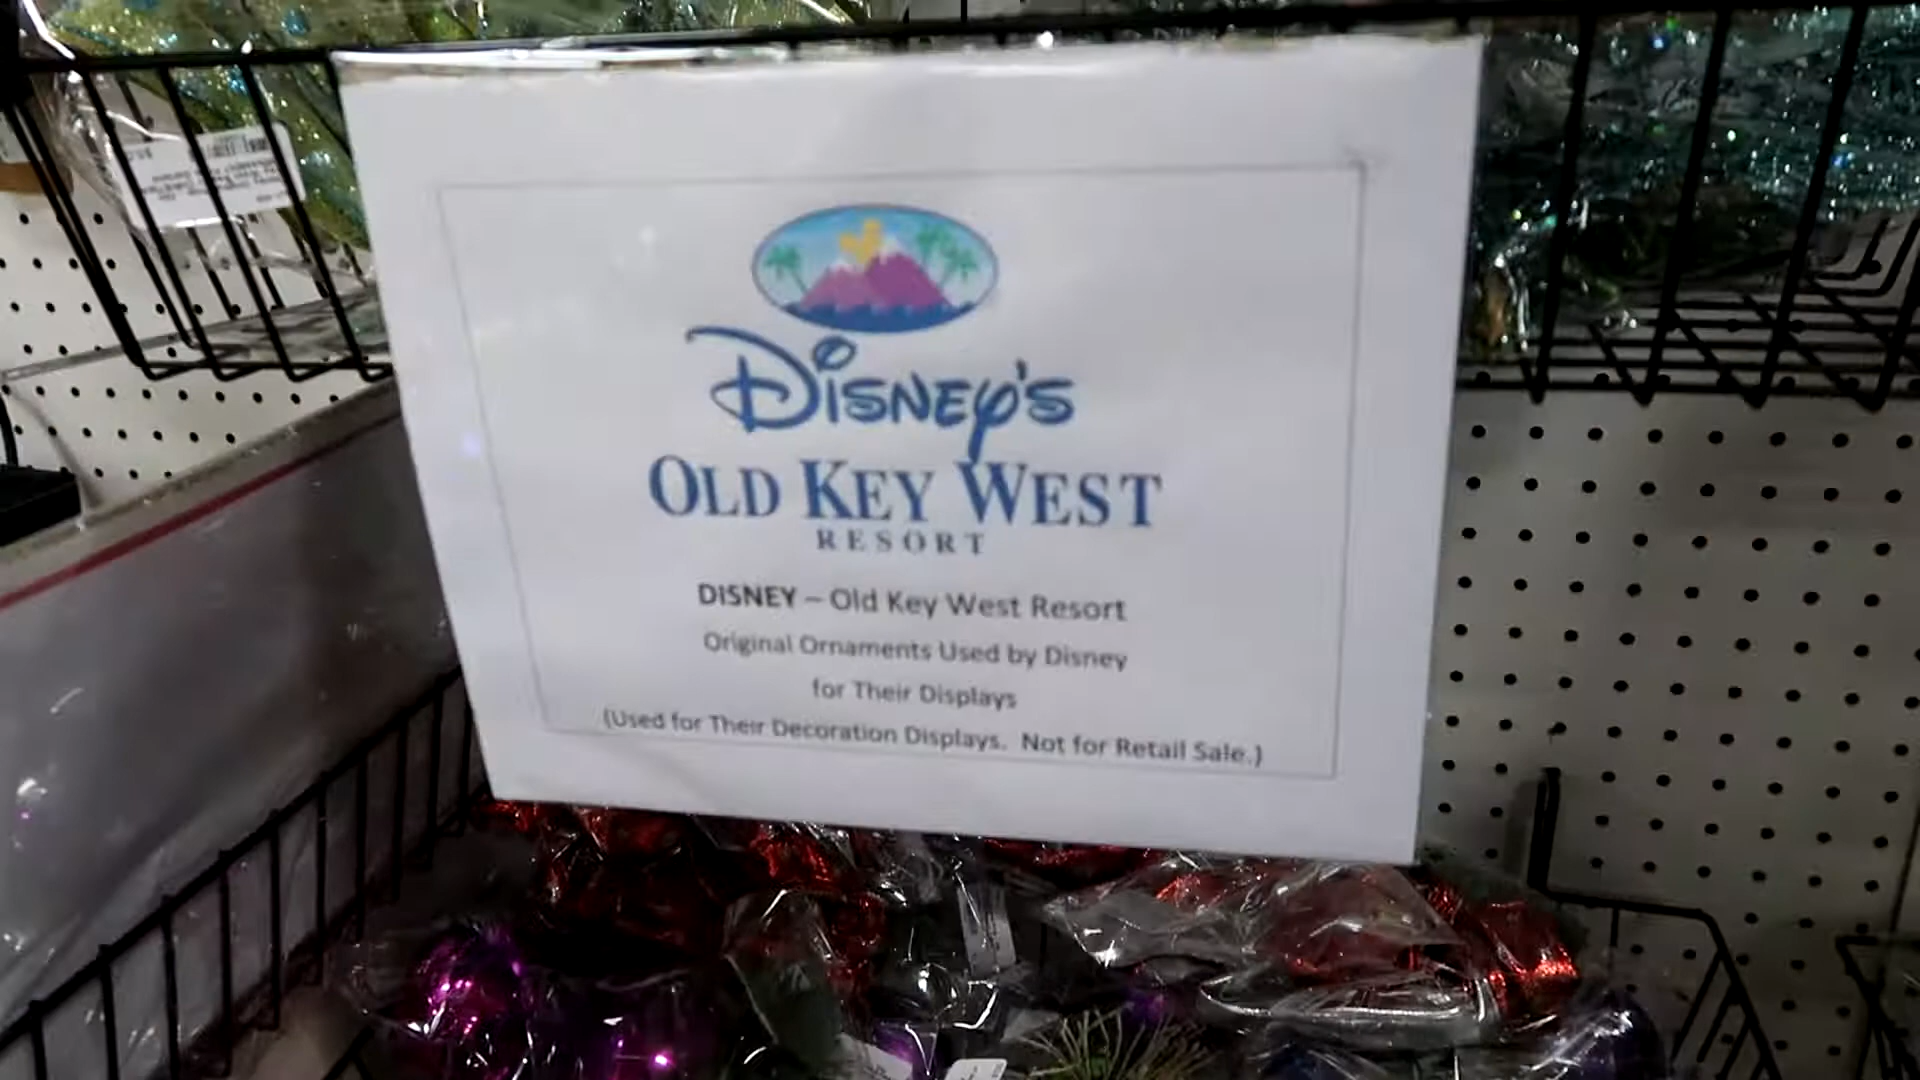 Disney's
OLD KEY WEST
RESORT
DISNEY – Old Key West Resort
Original Ornaments Used by Disney
for Their Displays
(Used for Their Decoration Displays.  Not for Retail Sale.)